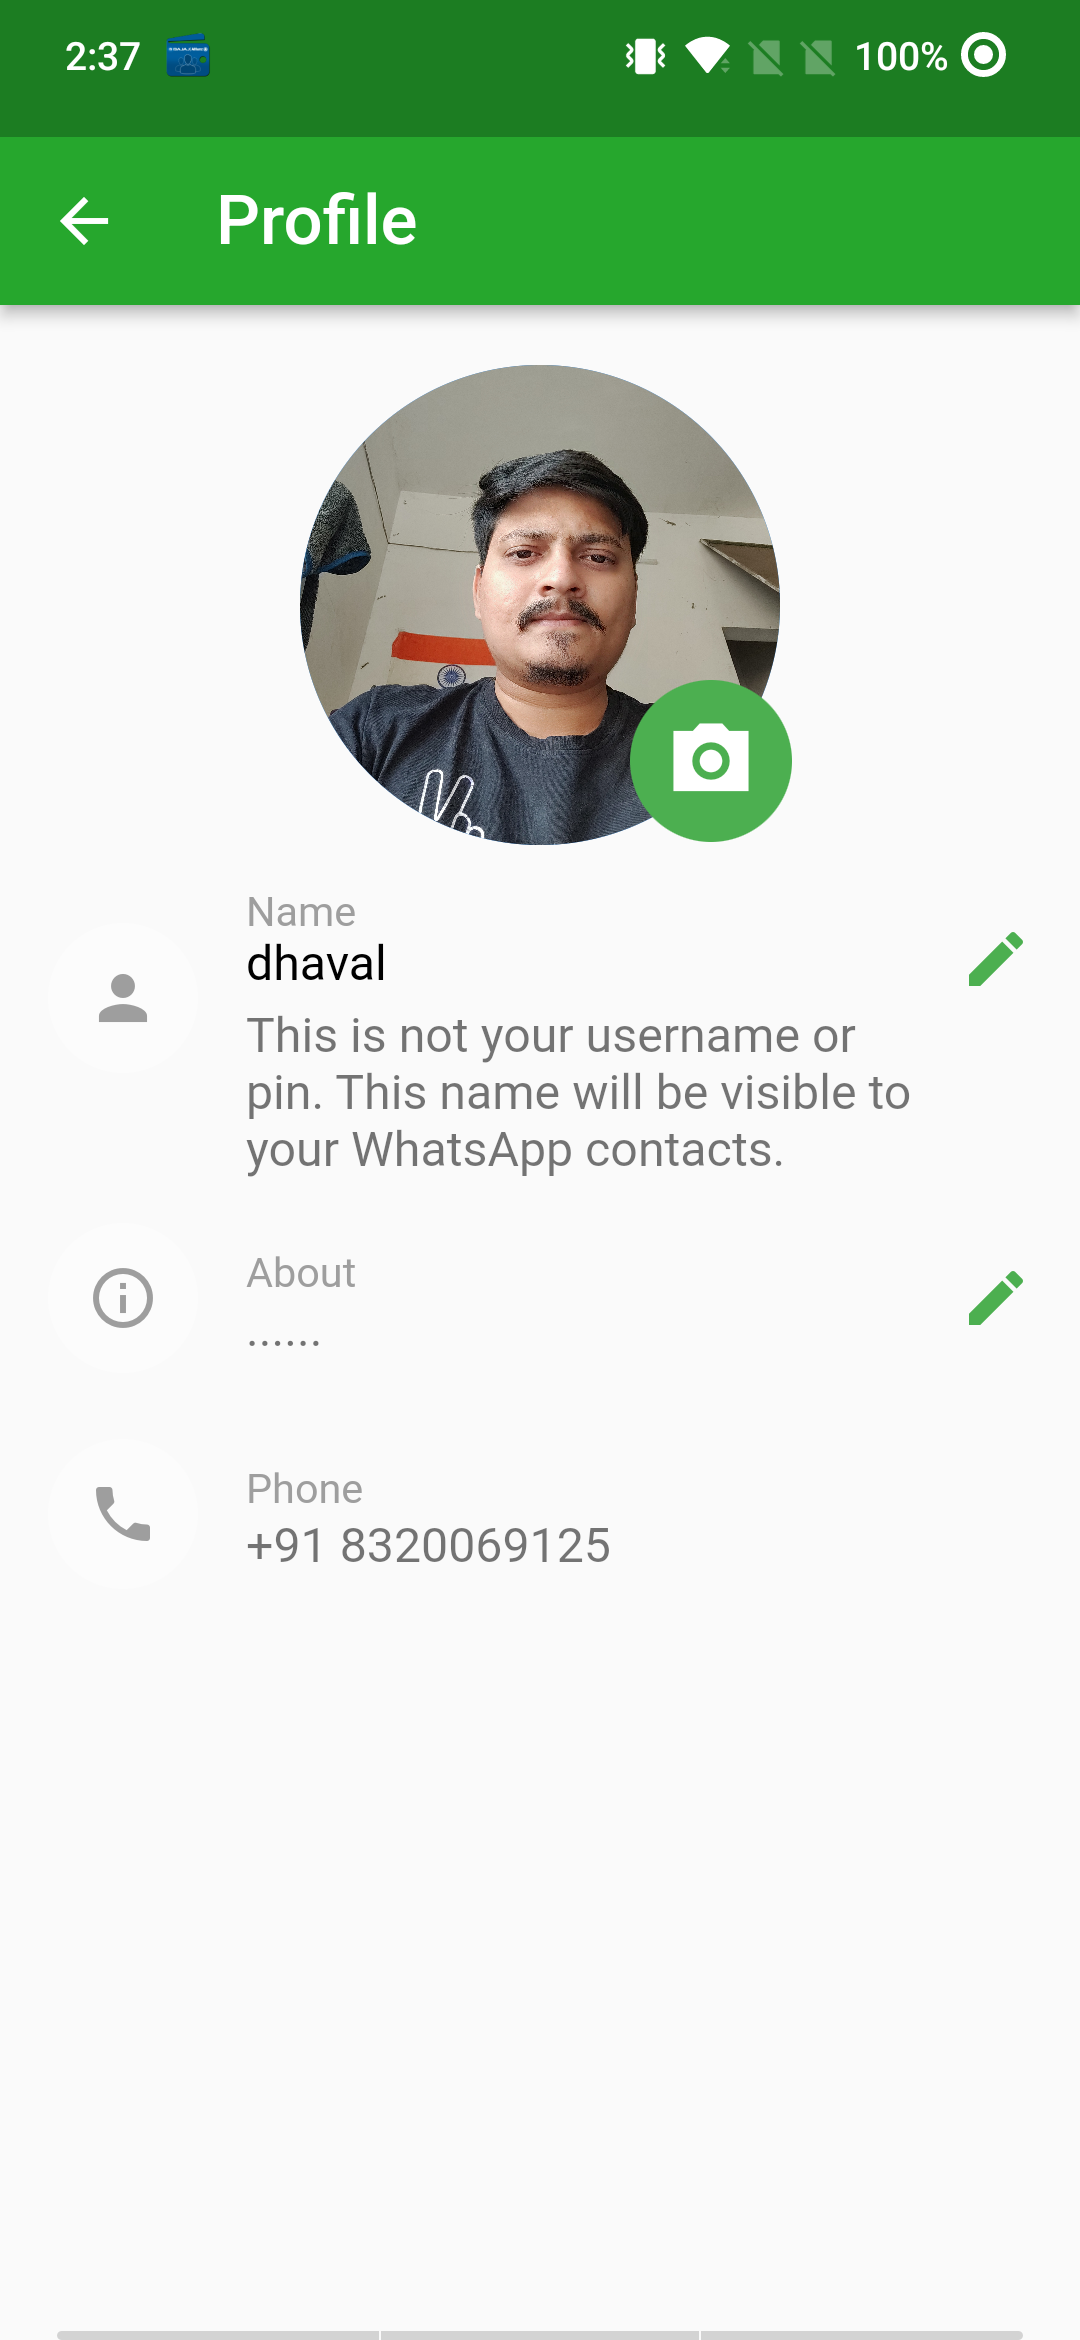 2:37
100%
Profile
Name
dhaval
This is not your username or
pin. This name will be visible to
your WhatsApp contacts.
About
......
Phone
+91 8320069125